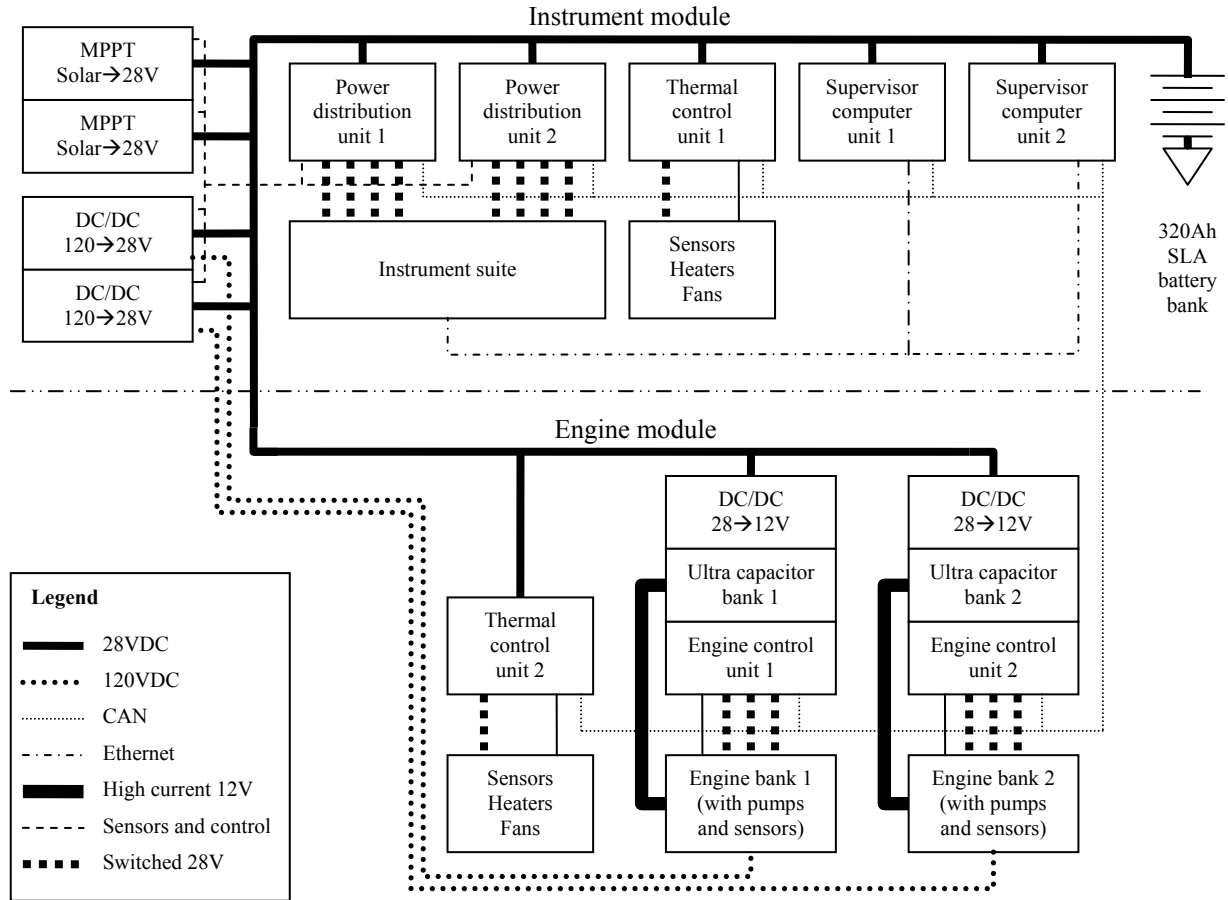 Instrument module
MPPT
Solar→28V
MPPT
Solar→28V
DC/DC
120→28V
DC/DC
120→28V
Power
distribution
unit 1
Power
distribution
unit 2
Thermal
control
unit 1
Supervisor
computer
unit 1
Supervisor
computer
unit 2
320Ah
SLA
battery
bank
Instrument suite
Sensors
Heaters
Fans
Engine module
Thermal
control
unit 2
Sensors
Heaters
Fans
DC/DC
28→12V
Ultra capacitor
bank 1
Engine control
unit 1
Engine bank 1
(with pumps
and sensors)
DC/DC
28→12V
Ultra capacitor
bank 2
Engine control
unit 2
Engine bank 2
(with pumps
and sensors)
Legend
28VDC
120VDC
CAN
Ethernet
High current 12V
Sensors and control
Switched 28V